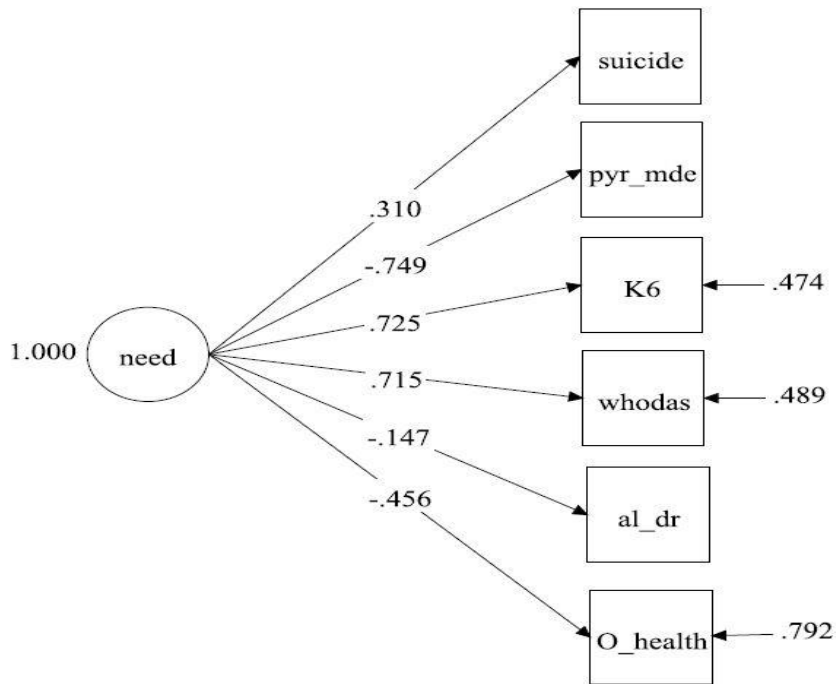 suicide
pyr_mde
.310
-.749
K6
.474
.725
1.000
need
.715
whodas
.489
-.147
-.456
al_dr
O_health
.792